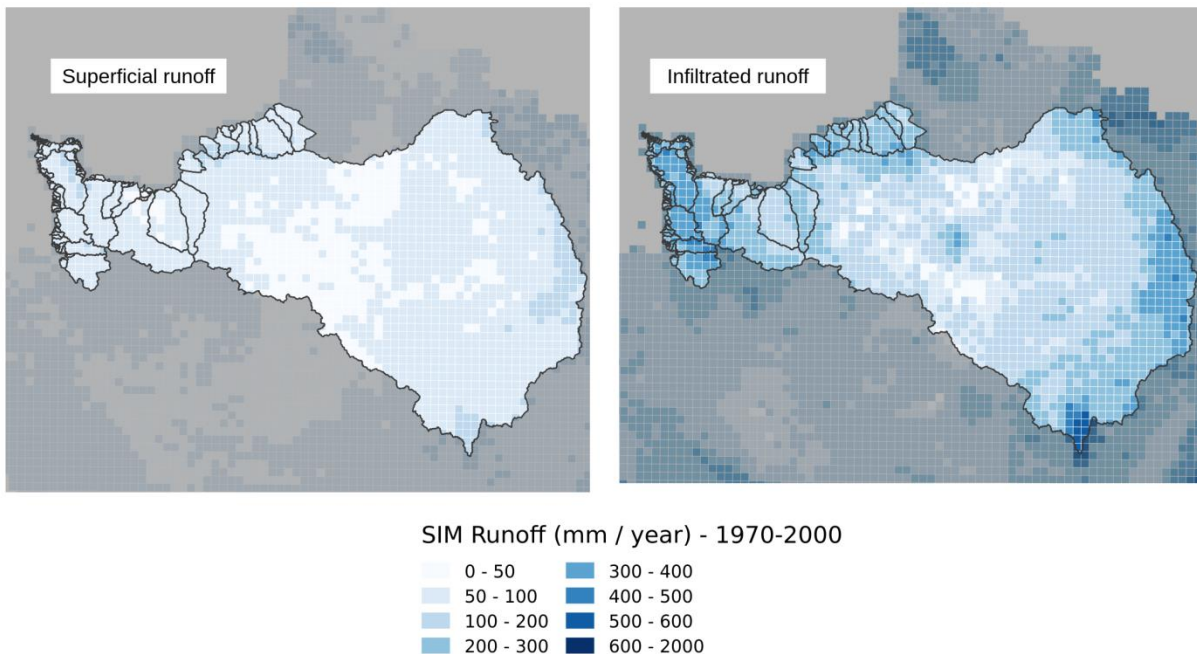 Superficial runoff
Infiltrated runoff
SIM Runoff (mm / year) - 1970-2000
0 - 50
300 - 400
50 - 100
400 - 500
100 - 200
500 - 600
200 - 300
600 - 2000